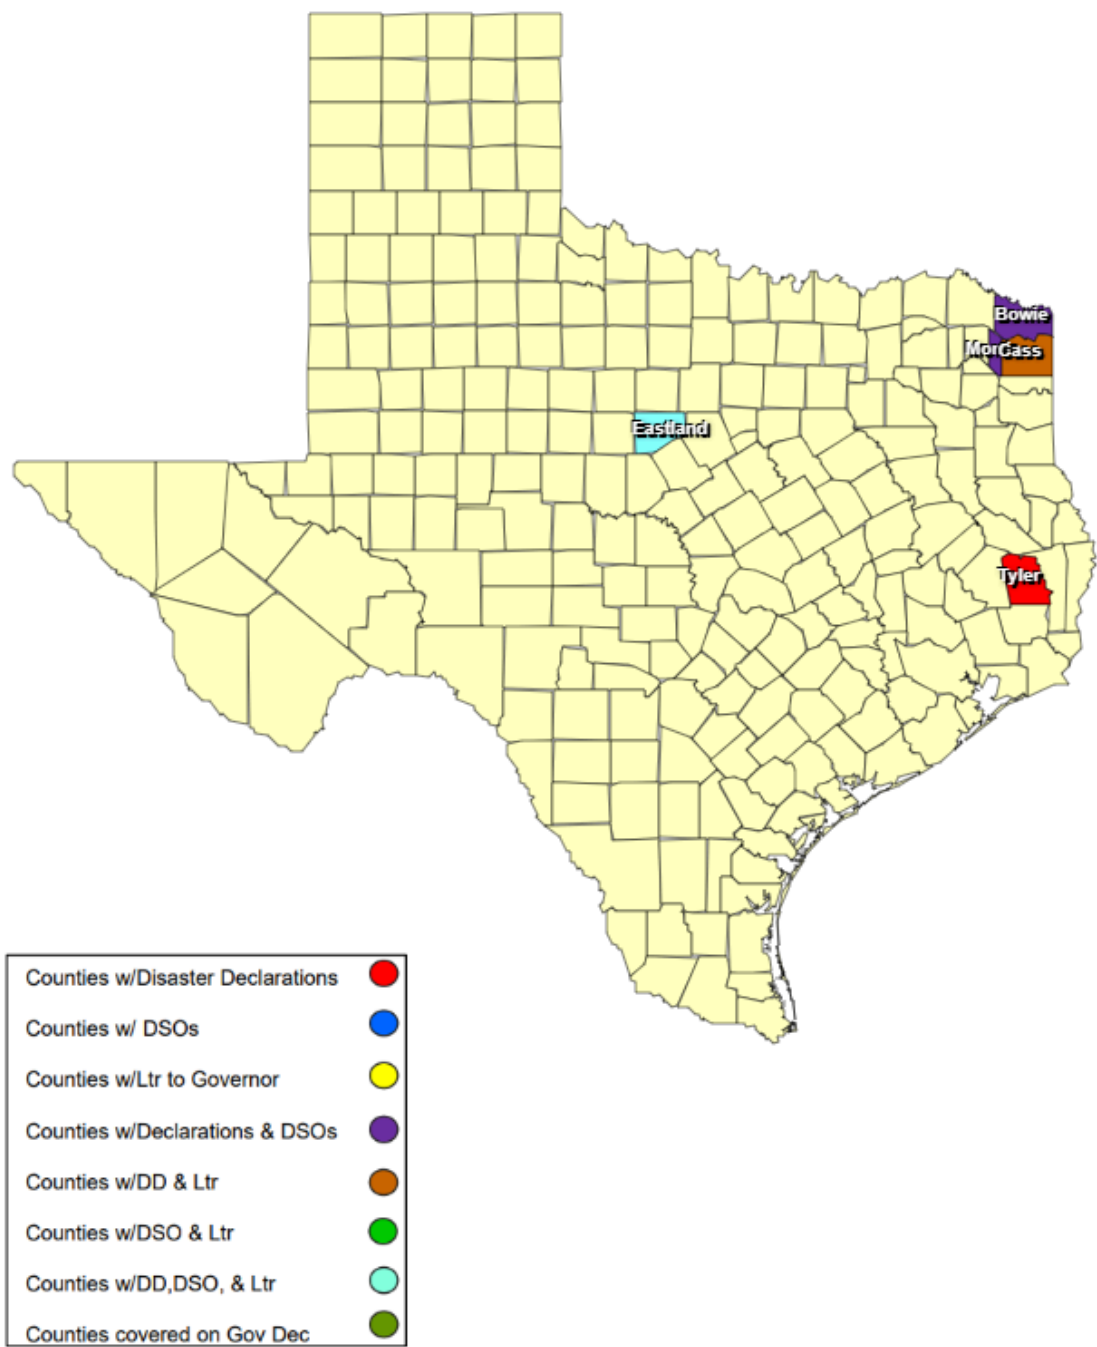 Bowie
Cass
Eastland
Tyler
Counties w/Disaster Declarations
Counties w/ DSOs
Counties w/Ltr to Governor
Counties w/Declarations & DSOs
Counties w/DD & Ltr
Counties w/DSO & Ltr
Counties w/DD,DSO, & Ltr
Counties covered on Gov Dec